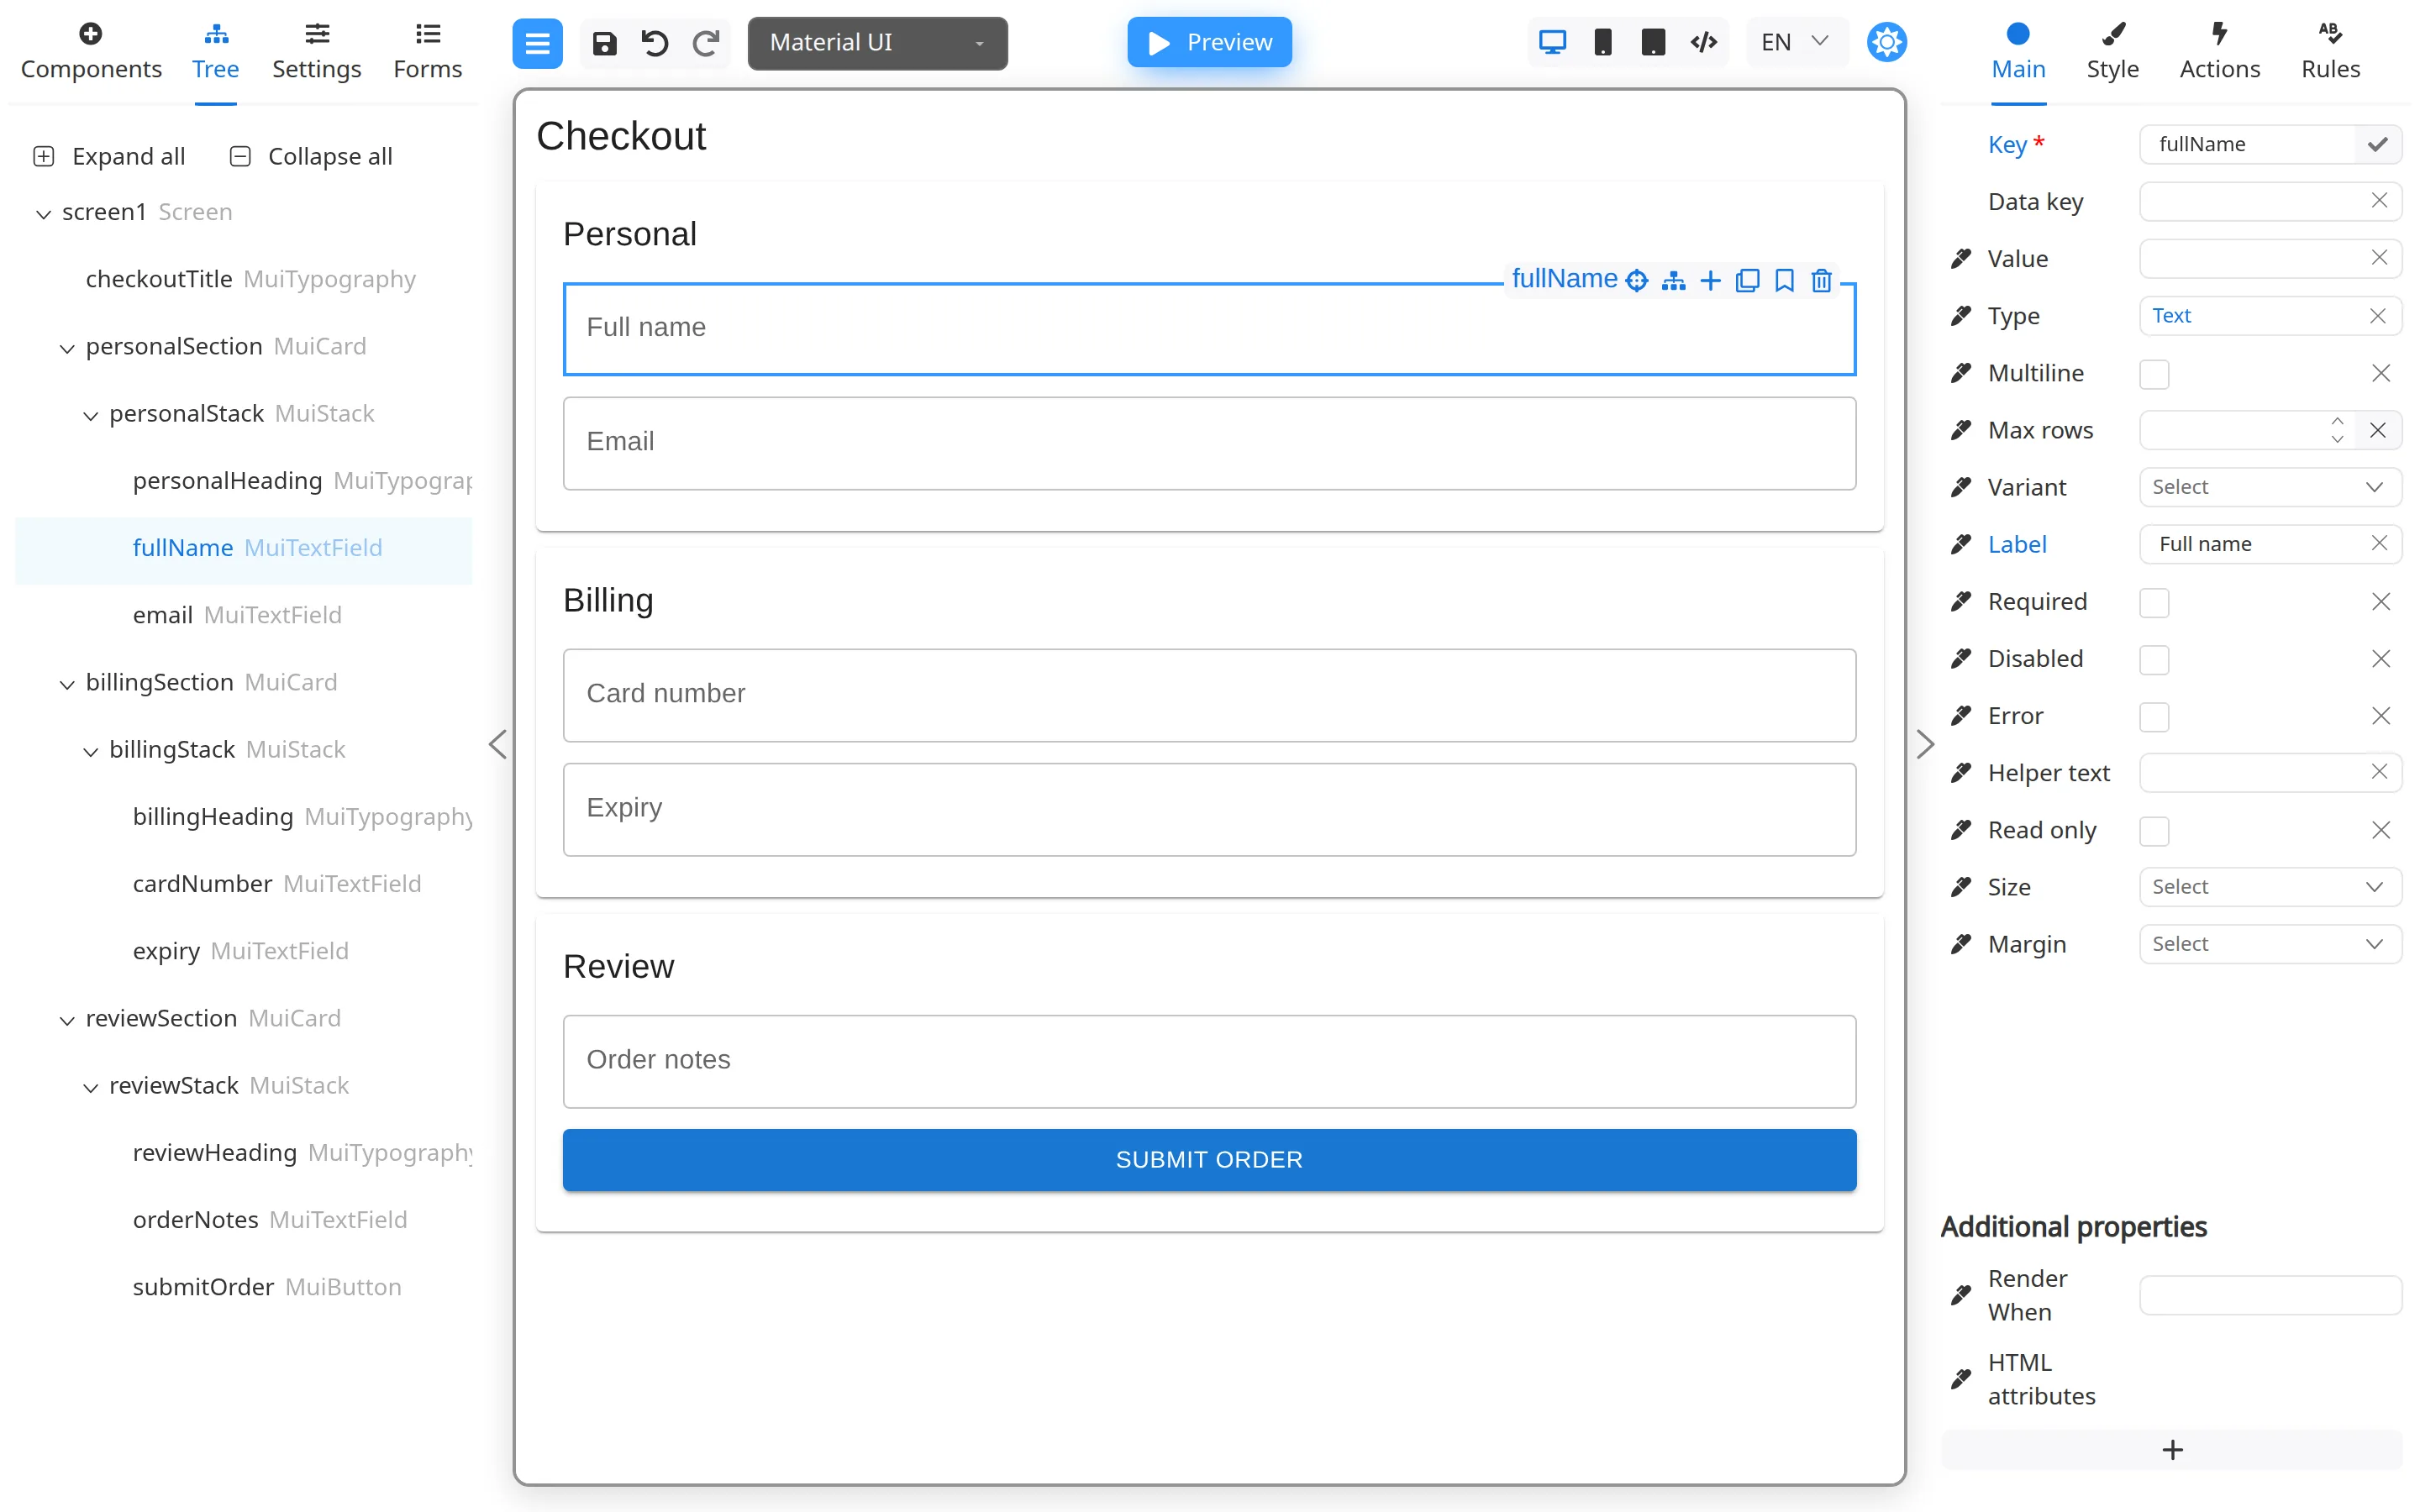 Components Tree Settings Forms
Material UI
Preview
</>
EN
Main Style Actions Rules
Expand all Collapse all
screen1 Screen
checkoutTitle MuiTypography
personalSection MuiCard
personalStack MuiStack
personalHeading MuiTypograp
fullName MuiTextField
email MuiTextField
billingSection MuiCard
billingStack MuiStack
billingHeading MuiTypography
cardNumber MuiTextField
expiry MuiTextField
reviewSection MuiCard
reviewStack MuiStack
reviewHeading MuiTypography
orderNotes MuiTextField
submitOrder MuiButton
Checkout
Personal
fullName
Full name
Email
Billing
Card number
Expiry
Review
Order notes
SUBMIT ORDER
Key * fullName
Data key
Value
Type Text
Multiline
Max rows
Variant Select
Label Full name
Required
Disabled
Error
Helper text
Read only
Size Select
Margin Select
Additional properties
Render
When
HTML
attributes